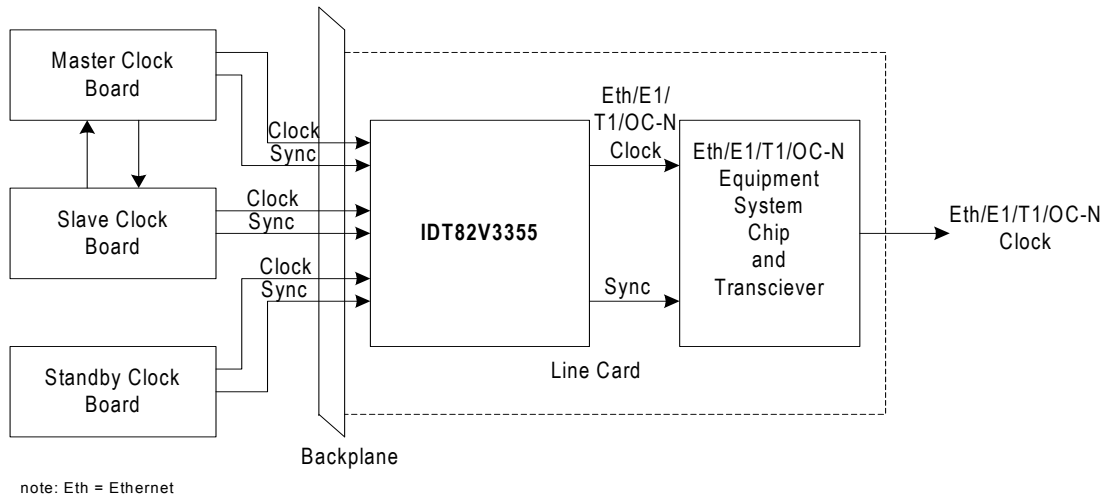 Master Clock
Board
Slave Clock
Board
Standby Clock
Board
Clock
Sync
Clock
Sync
Clock
Sync
Backplane
IDT82V3355
Eth/E1/
T1/OC-N
Clock
Sync
Line Card
Eth/E1/T1/OC-N
Equipment
System
Chip
and
Transciever
Eth/E1/T1/OC-N
Clock
note: Eth = Ethernet